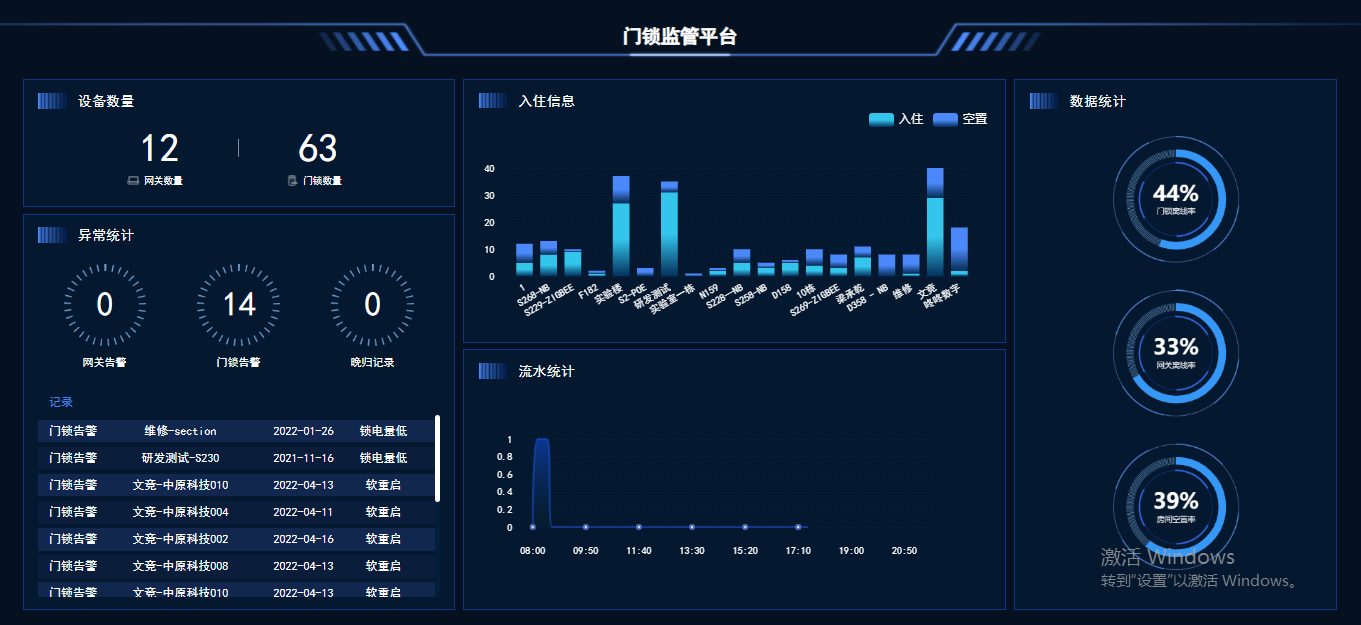 门锁监管平台
设备数量
12
63
网关数量
门锁数量
异常统计
0
14
0
网关告警
门锁告警
晚归记录
记录
门锁告警 维修-section 2022-01-26 锁电量低
门锁告警 研发测试-S230 2021-11-16 锁电量低
门锁告警 文竞-中原科技010 2022-04-13 软重启
门锁告警 文竞-中原科技004 2022-04-11 软重启
门锁告警 文竞-中原科技002 2022-04-16 软重启
门锁告警 文竞-中原科技008 2022-04-13 软重启
门锁告警 文竞-中原科技010 2022-04-13 软重启
入住信息
入住 空置
40
30
20
10
0
1
S268-NB
S229-ZIGBEE
F182
实验楼
S2-POE
研发测试
实验室一栋
N159
S228--NB
S258-NB
D158
10栋
S269-ZIGBEE
梁承乾
D358 - NB
维修
文竞
咚咚数字
流水统计
1
0.8
0.6
0.4
0.2
0
08:00 09:50 11:40 13:30 15:20 17:10 19:00 20:50
数据统计
44%
门锁离线率
33%
网关离线率
39%
房间空置率
激活 Windows
转到"设置"以激活 Windows。